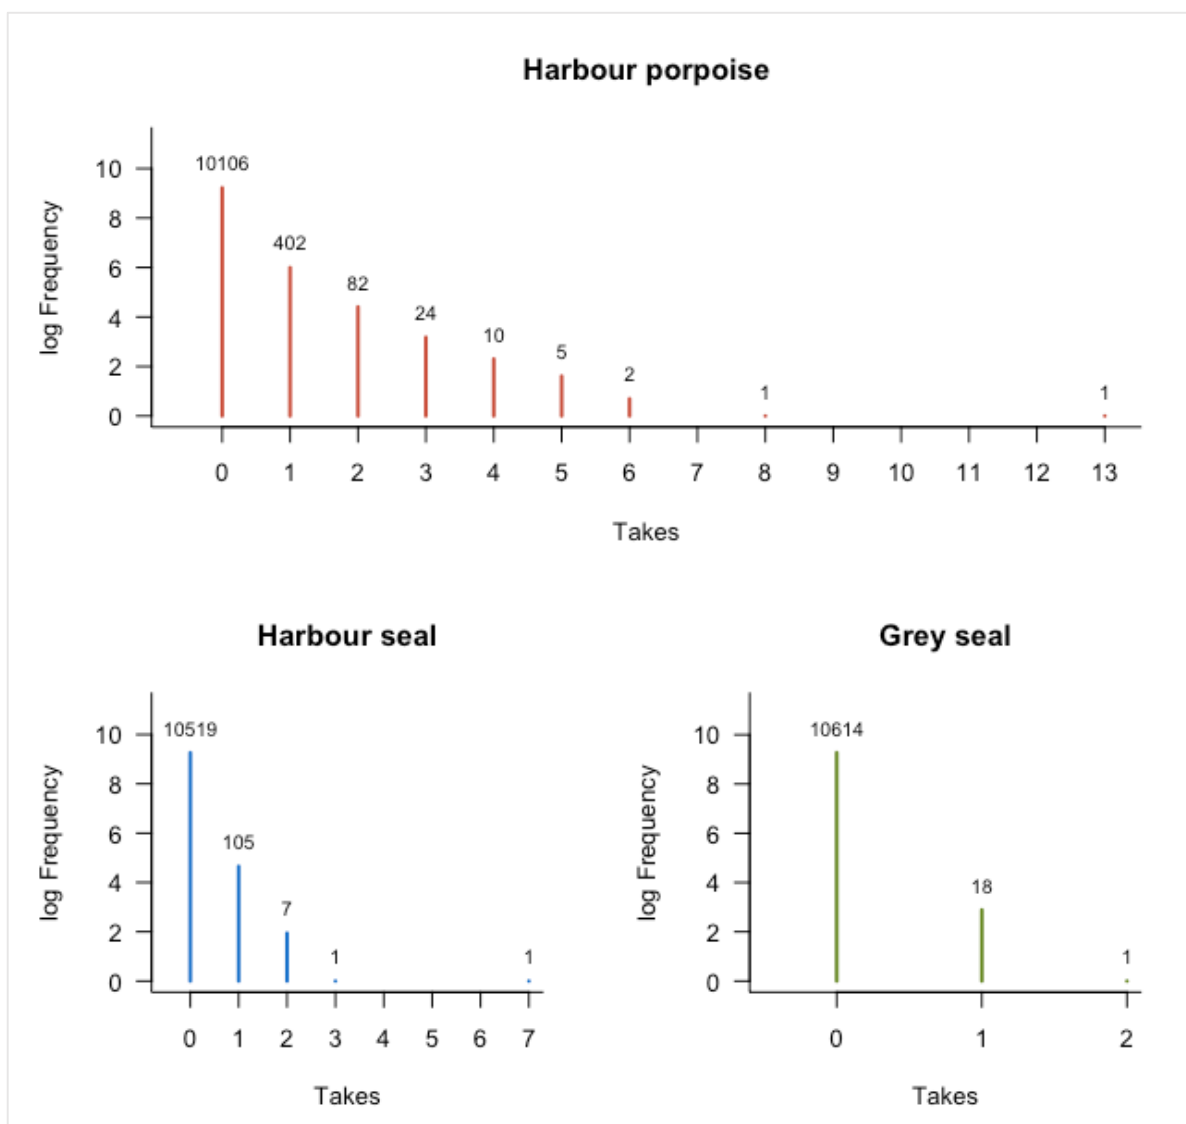 Harbour porpoise
log Frequency
10
8
6
4
2
0
10106
402
82
24
10
5
2
1
1
0 1 2 3 4 5 6 7 8 9 10 11 12 13
Takes
Harbour seal
log Frequency
10
8
6
4
2
0
10519
105
7
1
1
0 1 2 3 4 5 6 7
Takes
Grey seal
log Frequency
10
8
6
4
2
0
10614
18
1
0 1 2
Takes